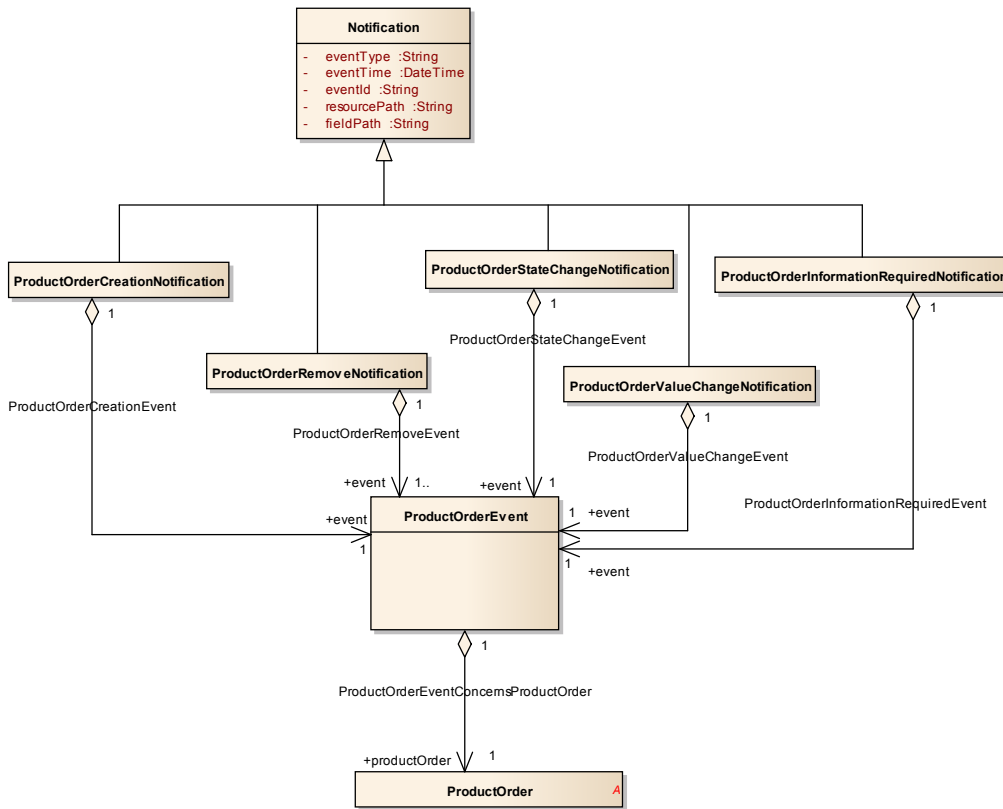 Notification
- eventType :String
- eventTime :DateTime
- eventId :String
- resourcePath :String
- fieldPath :String
ProductOrderCreationNotification
ProductOrderStateChangeNotification
ProductOrderInformationRequiredNotification
1
1
1
ProductOrderStateChangeEvent
ProductOrderRemoveNotification
ProductOrderValueChangeNotification
ProductOrderCreationEvent
1
1
ProductOrderRemoveEvent
ProductOrderValueChangeEvent
+event
1..
+event
1
ProductOrderInformationRequiredEvent
+event
1
ProductOrderEvent
1
+event
1
+event
1
ProductOrderEventConcernsProductOrder
+productOrder
1
ProductOrder
A